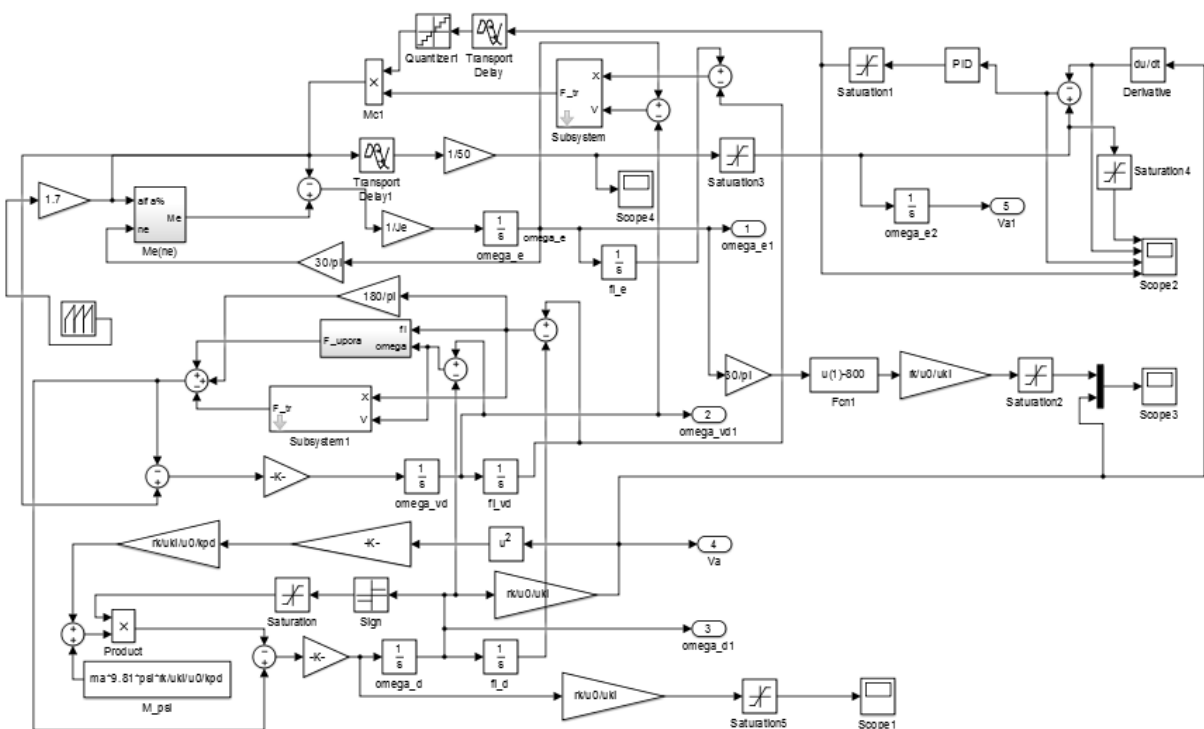 Quantizer1
Transport
Delay
Mc1
X
F_tr
V
Subsystem
Saturation1
PID
du/dt
Derivative
Saturation4
1.7
alfa%
Me
ne
Me(ne)
Transport
Delay1
1/50
Scope4
Saturation3
1/Je
1
s
omega_e
omega_e
1
s
fi_e
1
omega_e1
1
s
omega_e2
5
Va1
Scope2
30/pi
180/pi
fi
F_upora
omega
X
F_tr
V
Subsystem1
30/pi
u(1)-800
Fcn1
rk/u0/ukl
Saturation2
Scope3
2
omega_vd1
-K-
1
s
omega_vd
1
s
fi_vd
rk/ukl/u0/kpd
-K-
u²
4
Va
Saturation
Sign
rk/u0/ukl
Product
ma*9.81*psi*rk/ukl/u0/kpd
M_psi
-K-
1
s
omega_d
1
s
fi_d
3
omega_d1
rk/u0/ukl
Saturation5
Scope1